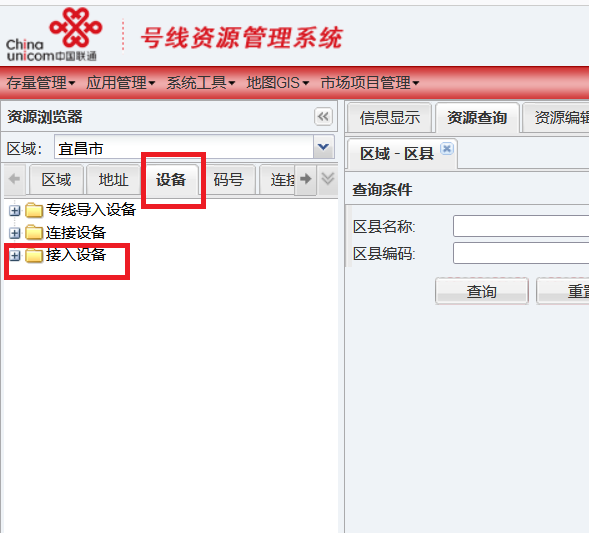 China
unicom中国联通
号线资源管理系统
存量管理 应用管理 系统工具 地图GIS 市场项目管理
资源浏览器
区域: 宜昌市
区域 地址 设备 码号 连接
专线导入设备
连接设备
接入设备
信息显示 资源查询 资源编辑
区域 - 区县
查询条件
区县名称:
区县编码:
查询 重置